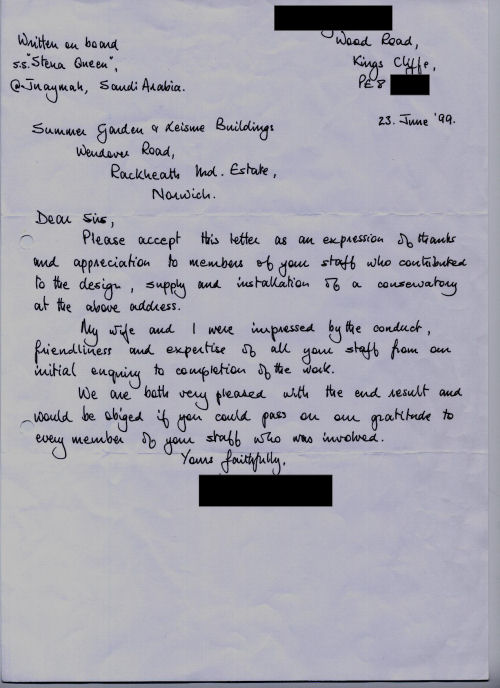 Wood Road,
Written on board
Kings Cliffe,
s.s. "Stena Queen",
PE8
@ Juaymah, Saudi Arabia.
23. June '99.
Summer Garden & Leisure Buildings
Wendover Road,
Rackheath Ind. Estate,
Norwich.
Dear Sirs,
Please accept this letter as an expression of thanks
and appreciation to members of your staff who contributed
to the design, supply and installation of a conservatory
at the above address.
My wife and I were impressed by the conduct,
friendliness and expertise of all your staff from our
initial enquiry to completion of the work.
We are both very pleased with the end result and
would be obliged if you could pass on our gratitude to
every member of your staff who was involved.
Yours faithfully,